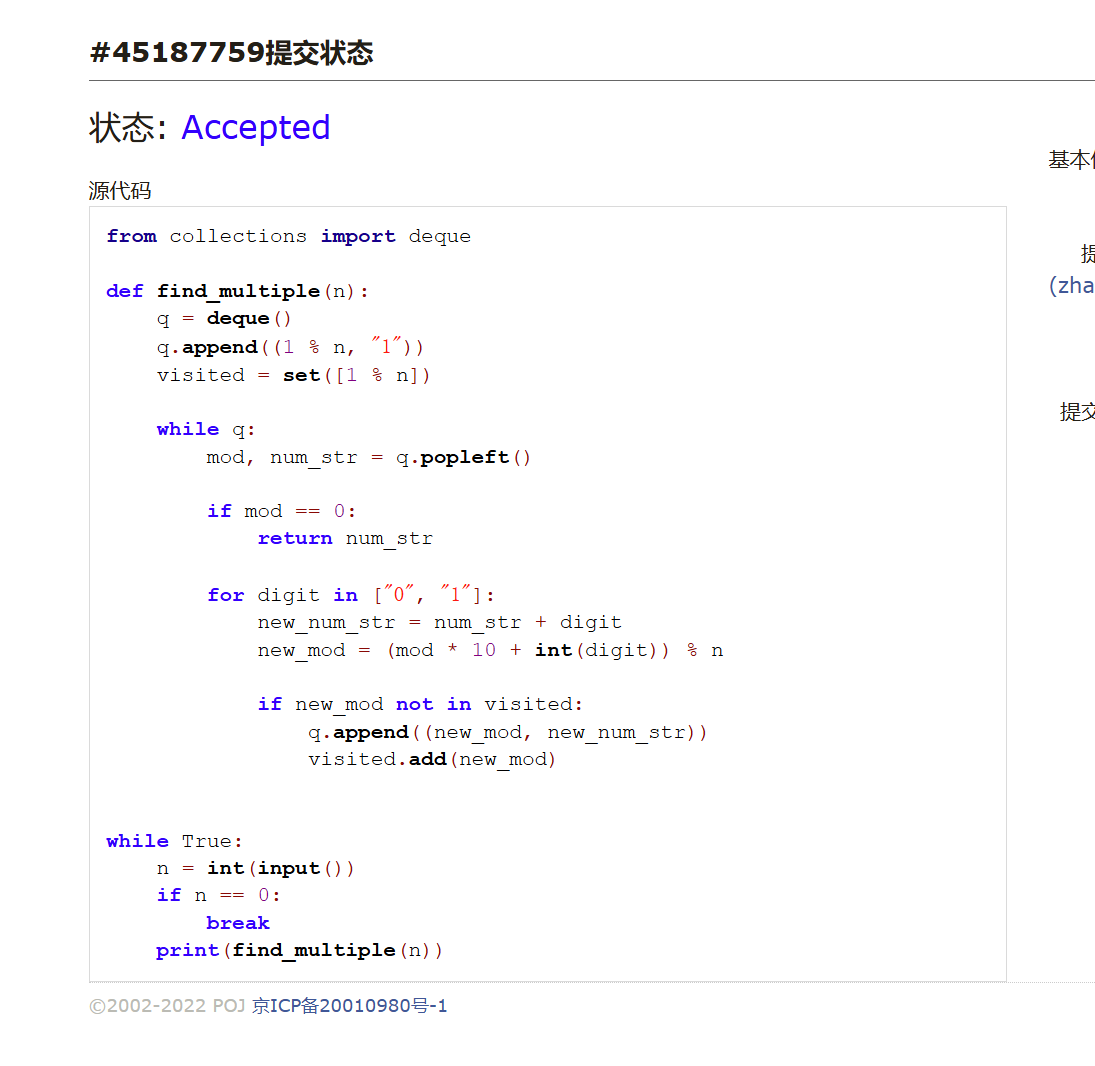 #45187759提交状态
状态: Accepted
基本
源代码
from collections import deque
提
def find_multiple(n):
(zha
    q = deque()
    q.append((1 % n, "1"))
    visited = set([1 % n])
提交
    while q:
        mod, num_str = q.popleft()
        if mod == 0:
            return num_str
        for digit in ["0", "1"]:
            new_num_str = num_str + digit
            new_mod = (mod * 10 + int(digit)) % n
            if new_mod not in visited:
                q.append((new_mod, new_num_str))
                visited.add(new_mod)
while True:
    n = int(input())
    if n == 0:
        break
    print(find_multiple(n))
©2002-2022 POJ 京ICP备20010980号-1